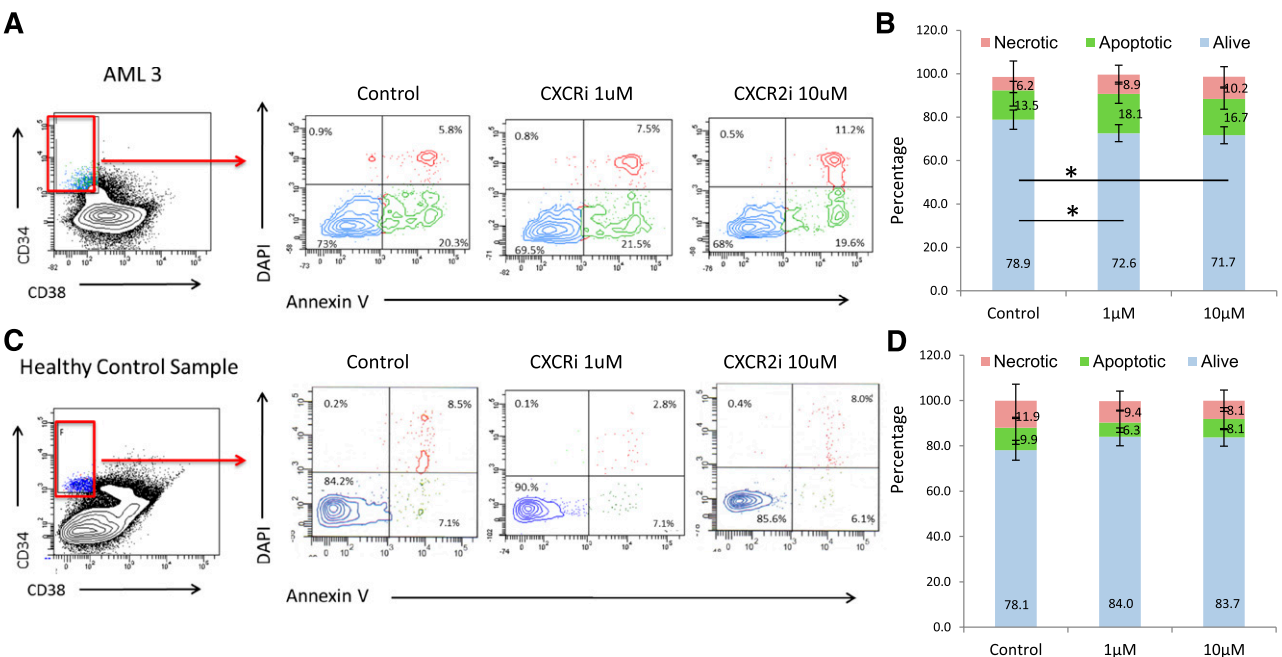 A
AML 3
CD34
CD38
Control
CXCRi 1uM
CXCR2i 10uM
DAPI
0.9%
5.8%
73%
20.3%
0.8%
7.5%
69.5%
21.5%
0.5%
11.2%
68%
19.6%
Annexin V
B
Necrotic
Apoptotic
Alive
Percentage
120.0
100.0
80.0
60.0
40.0
20.0
0.0
6.2
13.5
78.9
8.9
18.1
72.6
10.2
16.7
71.7
*
*
Control
1µM
10µM
C
Healthy Control Sample
F
CD34
CD38
Control
CXCRi 1uM
CXCR2i 10uM
DAPI
0.2%
8.5%
84.2%
7.1%
0.1%
2.8%
90.%
7.1%
0.4%
8.0%
85.6%
6.1%
Annexin V
D
Necrotic
Apoptotic
Alive
Percentage
120.0
100.0
80.0
60.0
40.0
20.0
0.0
11.9
9.9
78.1
9.4
6.3
84.0
8.1
8.1
83.7
Control
1µM
10µM